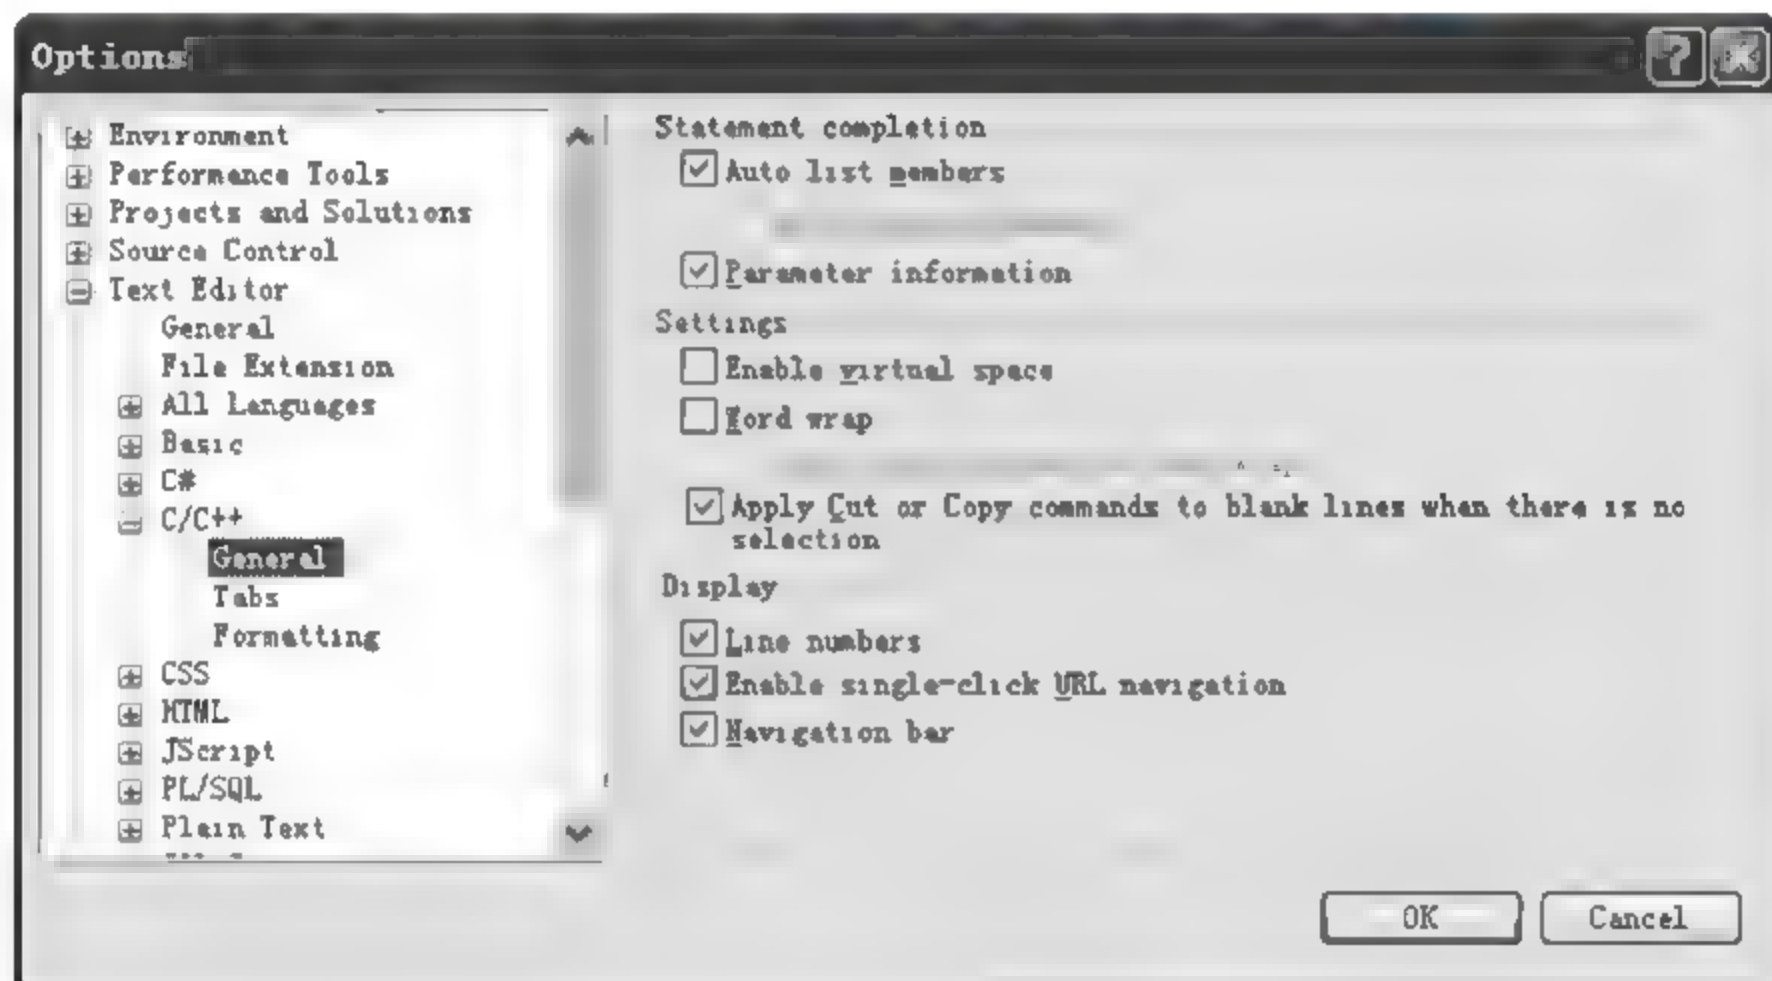 Options
Environment
Performance Tools
Projects and Solutions
Source Control
Text Editor
General
File Extension
All Languages
Basic
C#
C/C++
General
Tabs
Formatting
CSS
HTML
JScript
PL/SQL
Plain Text
Statement completion
Auto list members
Parameter information
Settings
Enable virtual space
Word wrap
Apply Cut or Copy commands to blank lines when there is no
selection
Display
Line numbers
Enable single-click URL navigation
Navigation bar
OK
Cancel